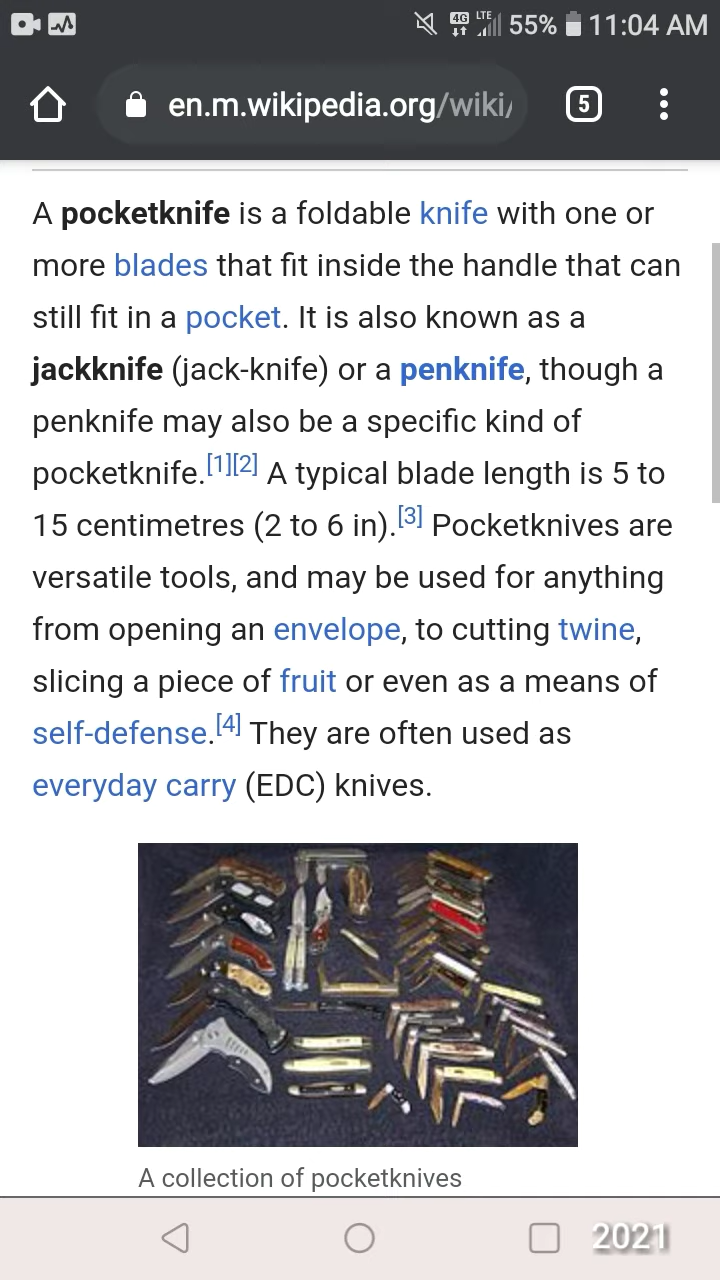 4G LTE 55% 11:04 AM
en.m.wikipedia.org/wiki/ 5
A pocketknife is a foldable knife with one or
more blades that fit inside the handle that can
still fit in a pocket. It is also known as a
jackknife (jack-knife) or a penknife, though a
penknife may also be a specific kind of
pocketknife.[1][2] A typical blade length is 5 to
15 centimetres (2 to 6 in).[3] Pocketknives are
versatile tools, and may be used for anything
from opening an envelope, to cutting twine,
slicing a piece of fruit or even as a means of
self-defense.[4] They are often used as
everyday carry (EDC) knives.
A collection of pocketknives
2021